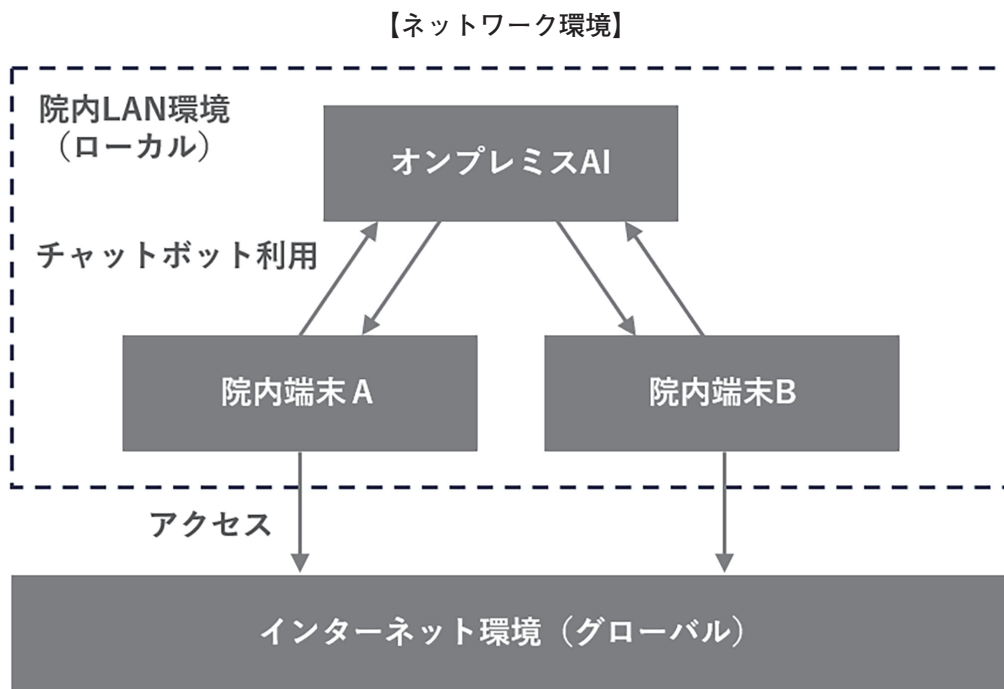 【ネットワーク環境】
院内LAN環境
（ローカル）
オンプレミスAI
チャットボット利用
院内端末A
院内端末B
アクセス
インターネット環境（グローバル）